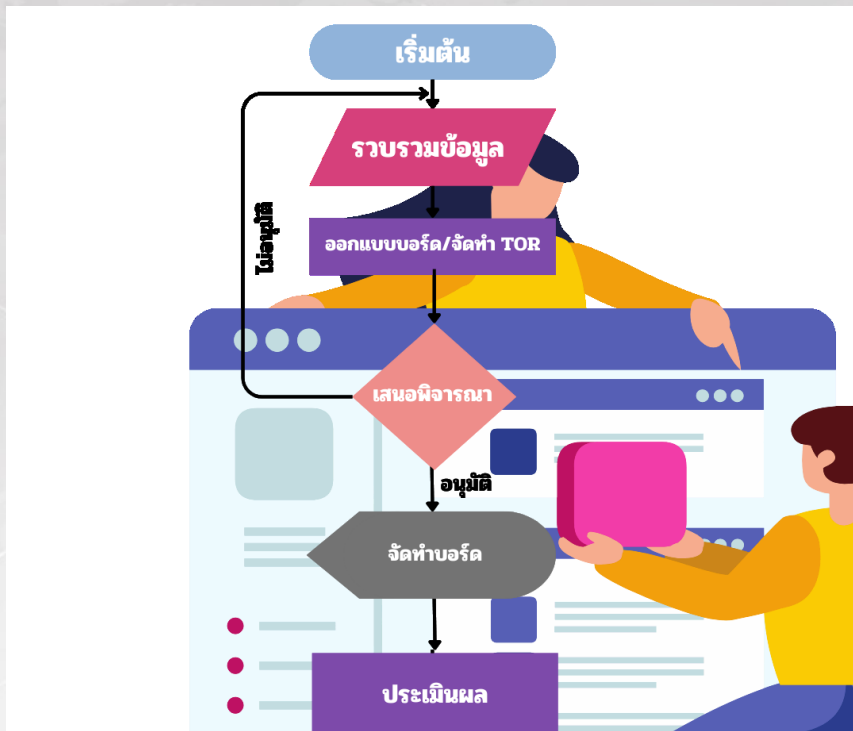 เริ่มต้น
รวบรวมข้อมูล
ออกแบบบอร์ด/จัดทำ TOR
ไม่อนุมัติ
เสนอพิจารณา
อนุมัติ
จัดทำบอร์ด
ประเมินผล